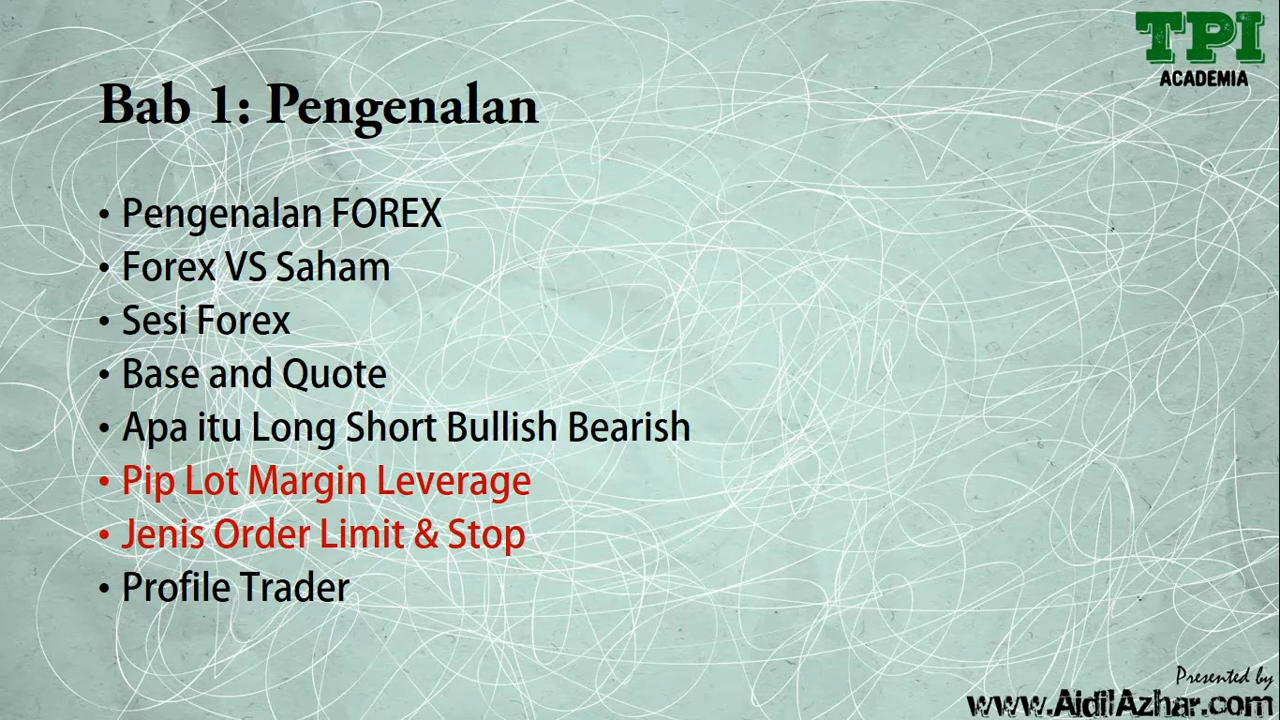 TPI
ACADEMIA
Bab 1: Pengenalan
• Pengenalan FOREX
• Forex VS Saham
• Sesi Forex
• Base and Quote
• Apa itu Long Short Bullish Bearish
• Pip Lot Margin Leverage
• Jenis Order Limit & Stop
• Profile Trader
Presented by
www.AidilAzhar.com